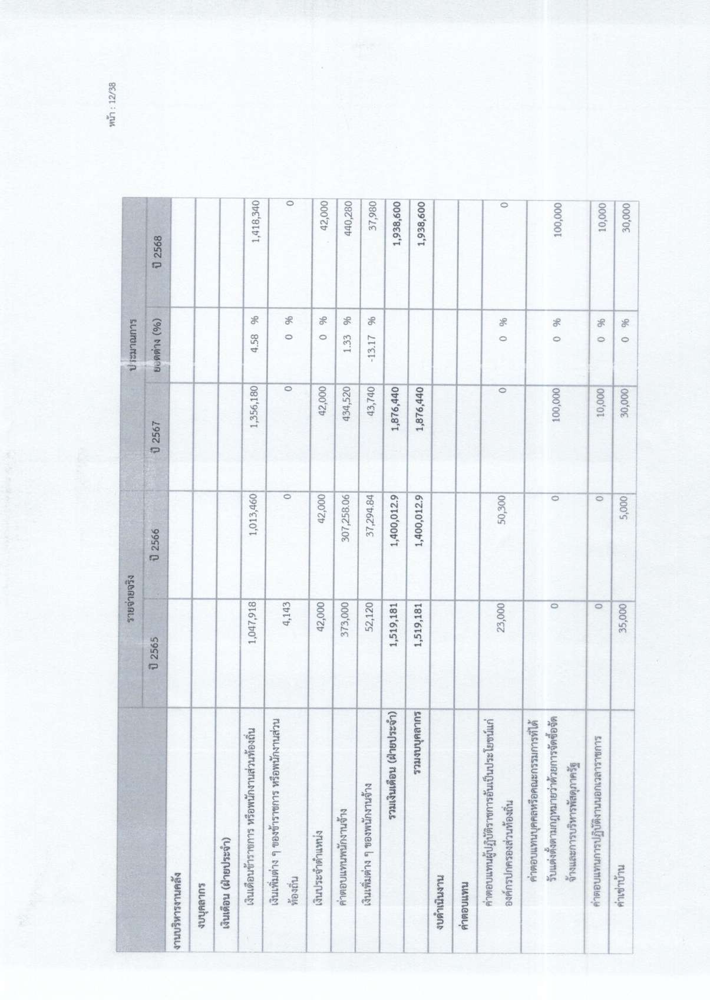 หน้า : 12/38
รายจ่ายจริง ประมาณการ
ปี 2565 ปี 2566 ปี 2567 ยอดต่าง (%) ปี 2568
งานบริหารงานคลัง
งบบุคลากร
เงินเดือน (ฝ่ายประจำ)
เงินเดือนข้าราชการ หรือพนักงานส่วนท้องถิ่น 1,047,918 1,013,460 1,356,180 4.58 % 1,418,340
เงินเพิ่มต่าง ๆ ของข้าราชการ หรือพนักงานส่วน 4,143 0 0 0 % 0
ท้องถิ่น
เงินประจำตำแหน่ง 42,000 42,000 42,000 0 % 42,000
ค่าตอบแทนพนักงานจ้าง 373,000 307,258.06 434,520 1.33 % 440,280
เงินเพิ่มต่าง ๆ ของพนักงานจ้าง 52,120 37,294.84 43,740 -13.17 % 37,980
รวมเงินเดือน (ฝ่ายประจำ) 1,519,181 1,400,012.9 1,876,440 1,938,600
รวมงบบุคลากร 1,519,181 1,400,012.9 1,876,440 1,938,600
งบดำเนินงาน
ค่าตอบแทน
ค่าตอบแทนผู้ปฏิบัติราชการอันเป็นประโยชน์แก่
องค์กรปกครองส่วนท้องถิ่น 23,000 50,300 0 0 % 0
ค่าตอบแทนบุคคลหรือคณะกรรมการที่ได้
รับแต่งตั้งตามกฎหมายว่าด้วยการจัดซื้อจัด 0 0 100,000 0 % 100,000
จ้างและการบริหารพัสดุภาครัฐ
ค่าตอบแทนการปฏิบัติงานนอกเวลาราชการ 0 0 10,000 0 % 10,000
ค่าเช่าบ้าน 35,000 5,000 30,000 0 % 30,000